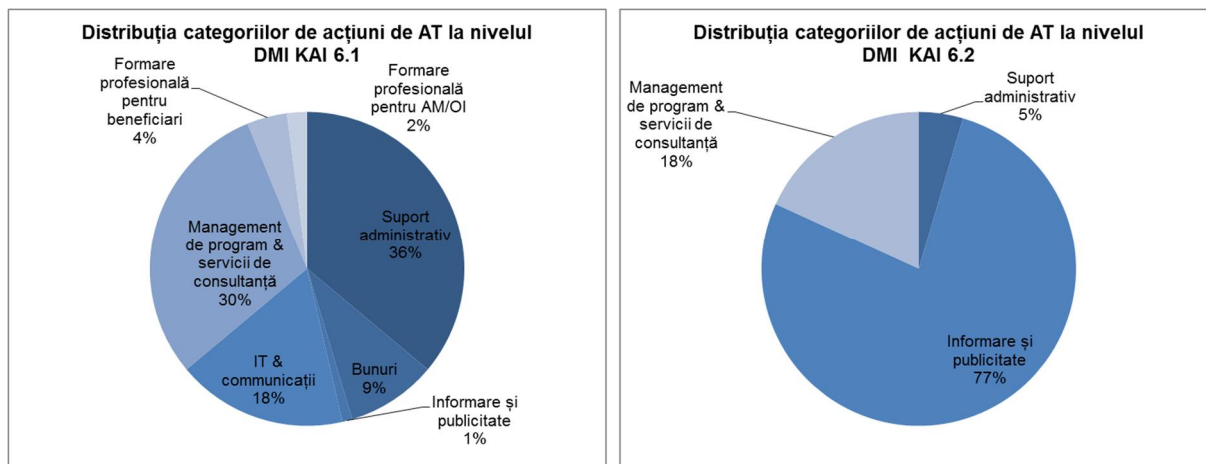 Distribuția categoriilor de acțiuni de AT la nivelul
DMI KAI 6.1
Formare
profesională
pentru
beneficiari
4%
Formare
profesională
pentru AM/OI
2%
Suport
administrativ
36%
Management
de program &
servicii de
consultanță
30%
IT &
communicații
18%
Bunuri
9%
Informare și
publicitate
1%
Distribuția categoriilor de acțiuni de AT la nivelul
DMI  KAI 6.2
Management
de program &
servicii de
consultanță
18%
Suport
administrativ
5%
Informare și
publicitate
77%